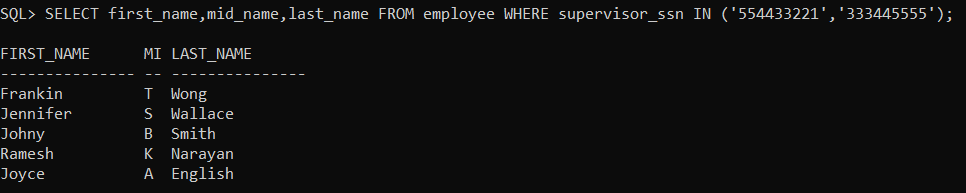 SQL> SELECT first_name,mid_name,last_name FROM employee WHERE supervisor_ssn IN ('554433221','333445555');
FIRST_NAME      MI LAST_NAME
--------------- -- ---------------
Frankin         T  Wong
Jennifer        S  Wallace
Johny           B  Smith
Ramesh          K  Narayan
Joyce           A  English